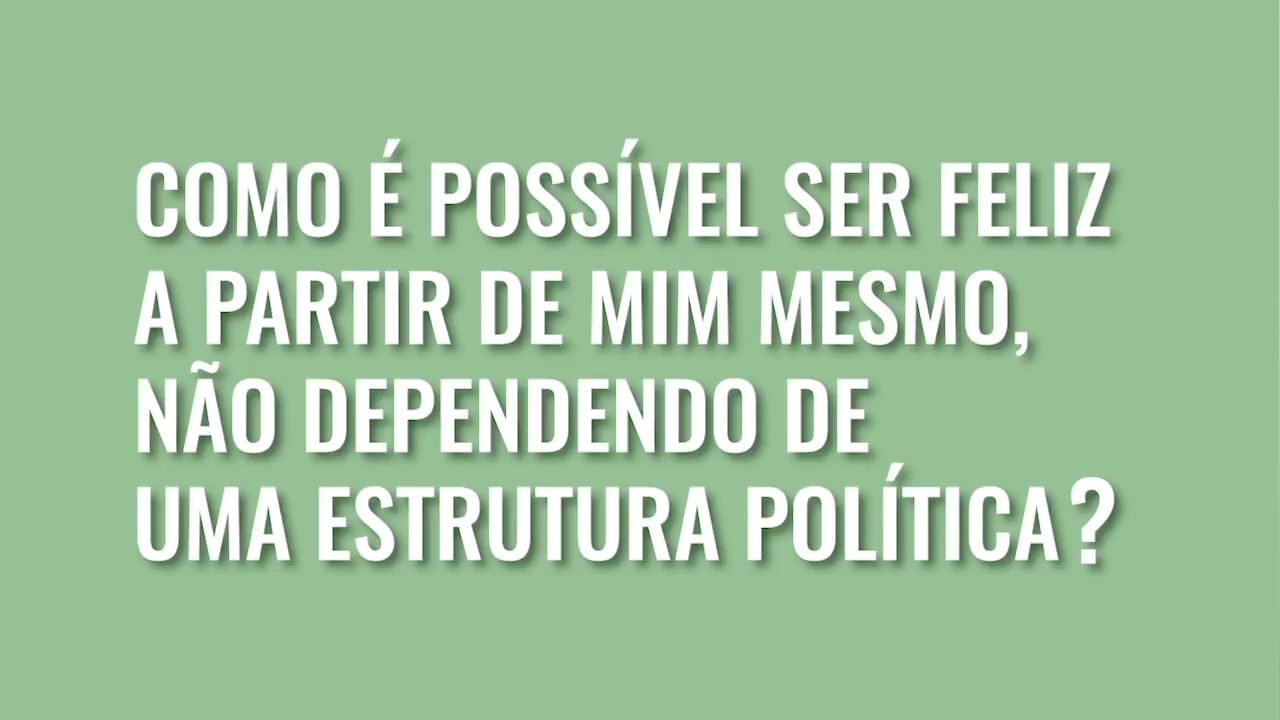 COMO É POSSÍVEL SER FELIZ
A PARTIR DE MIM MESMO,
NÃO DEPENDENDO DE
UMA ESTRUTURA POLÍTICA?